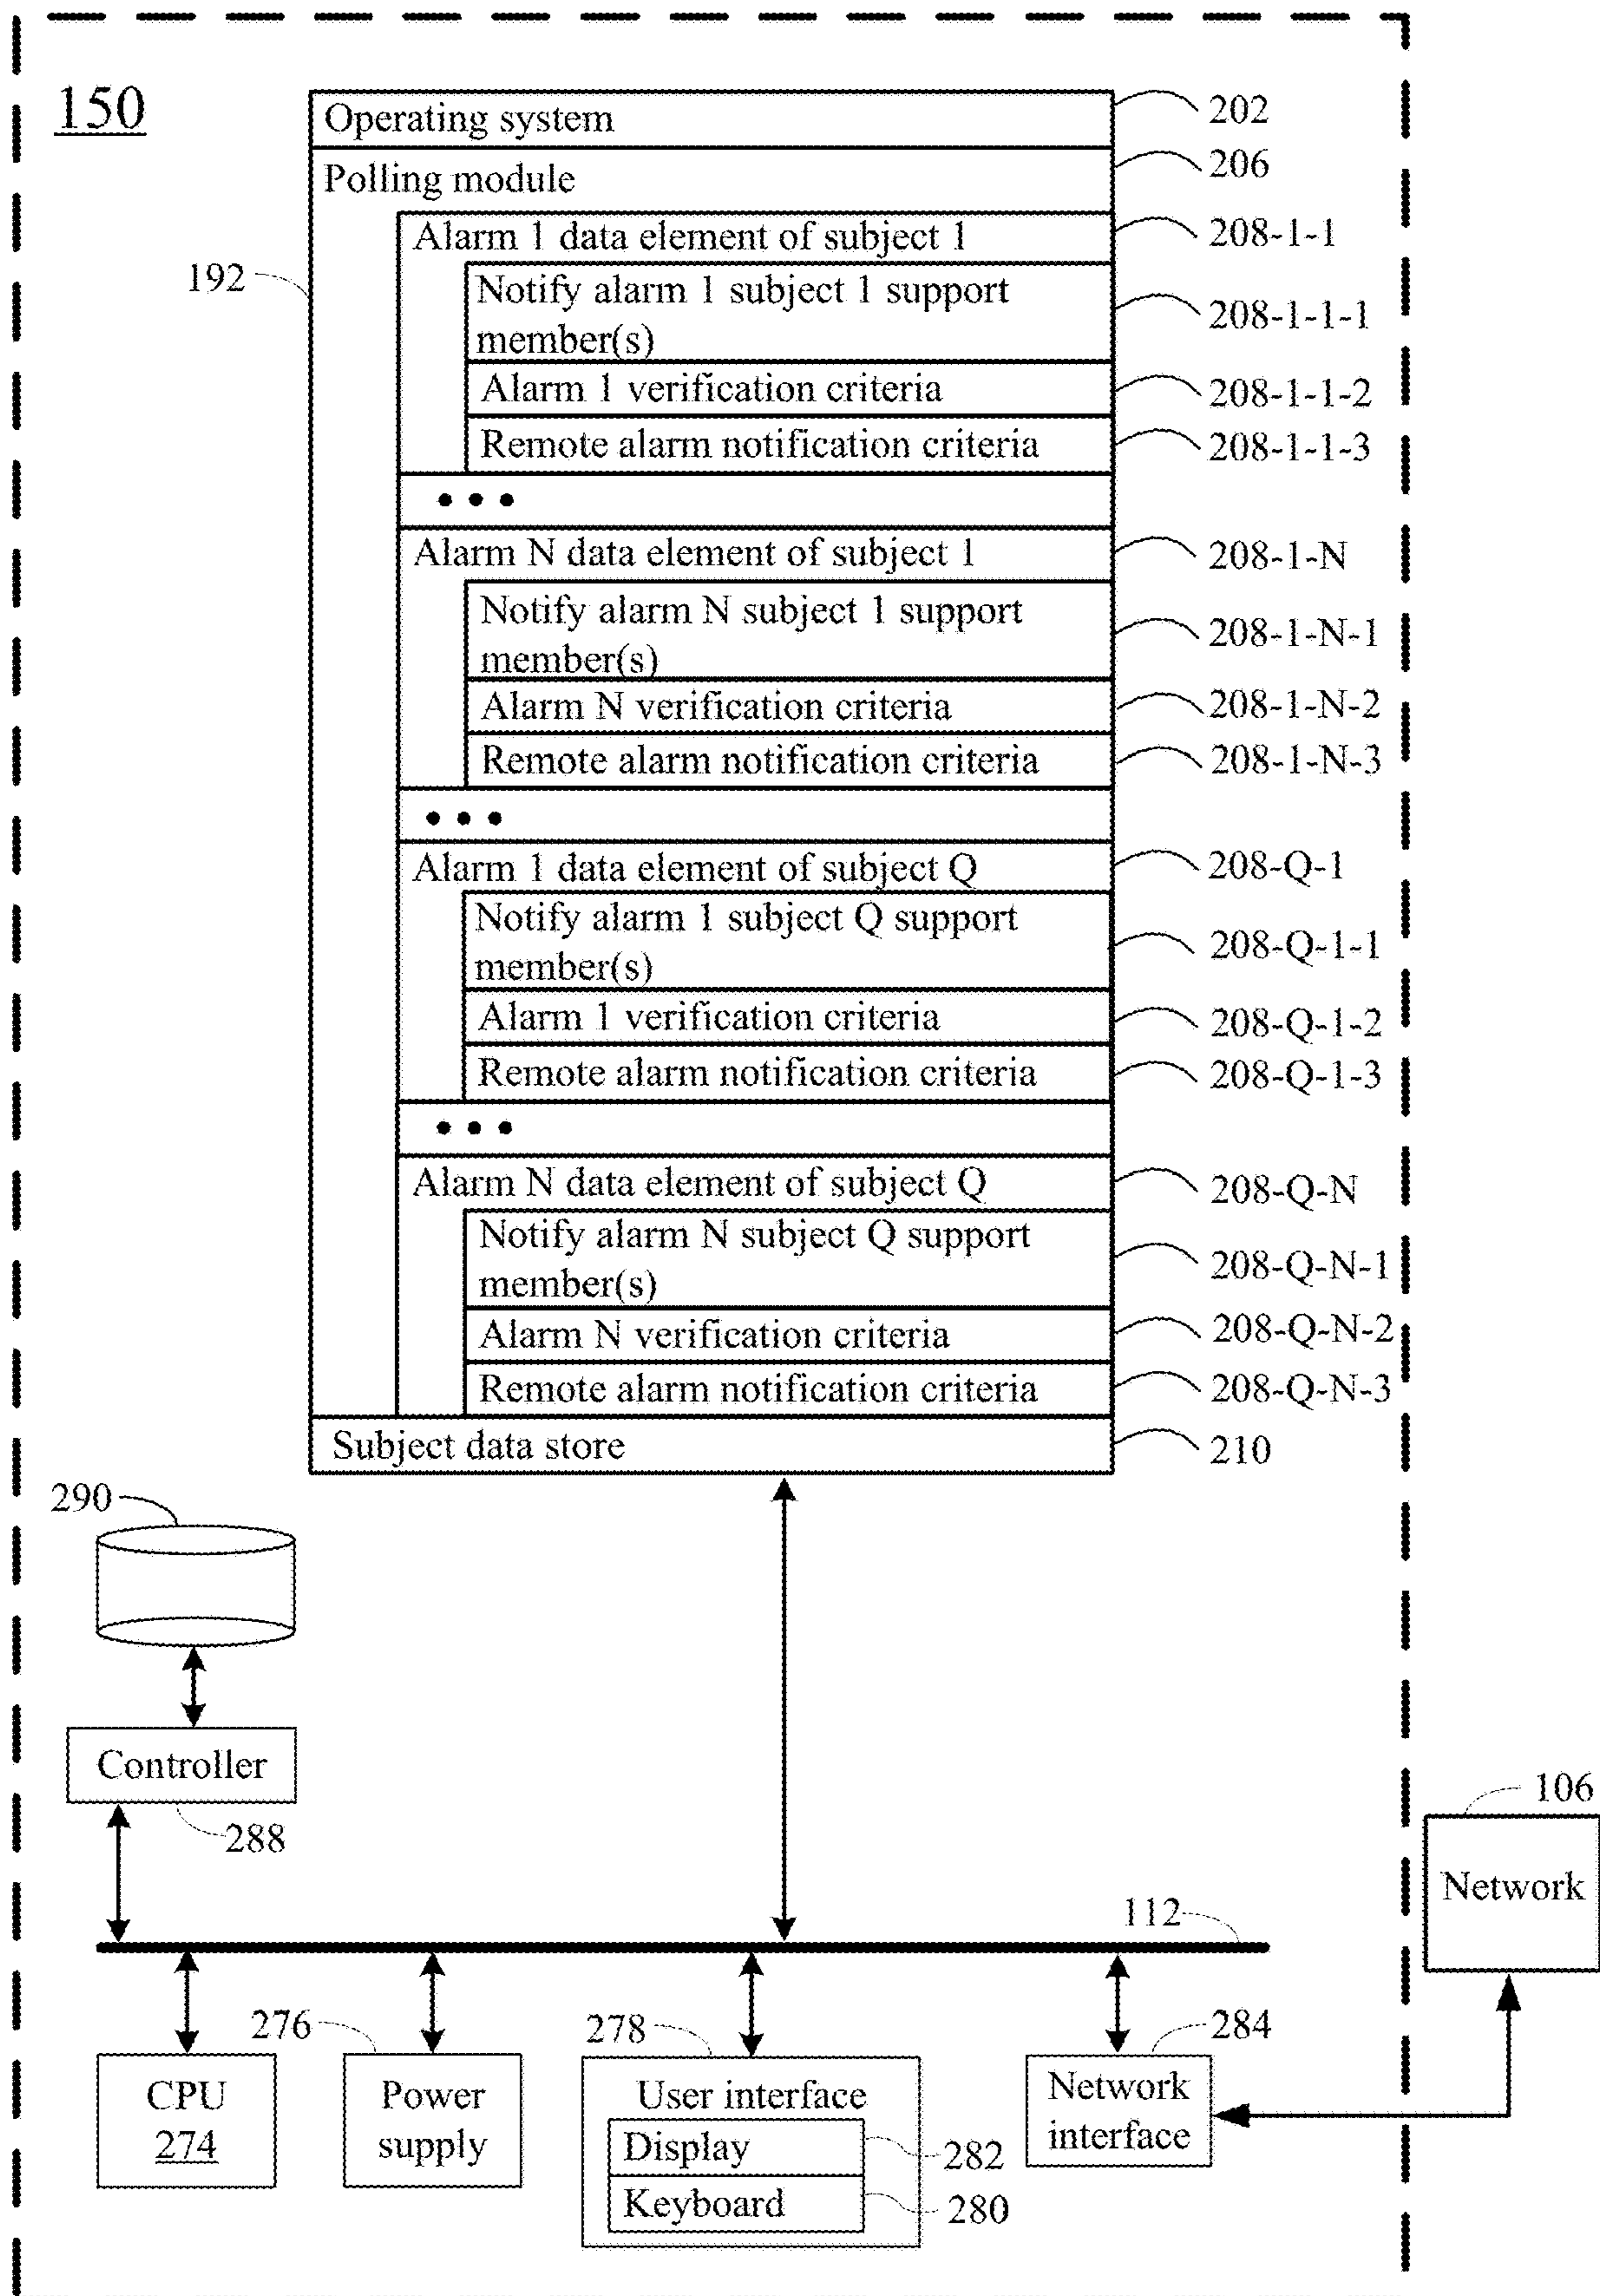 150
Operating system
202
Polling module
206
Alarm 1 data element of subject 1
208-1-1
192
Notify alarm 1 subject 1 support
member(s)
208-1-1-1
Alarm 1 verification criteria
208-1-1-2
Remote alarm notification criteria
208-1-1-3
• • •
Alarm N data element of subject 1
208-1-N
Notify alarm N subject 1 support
member(s)
208-1-N-1
Alarm N verification criteria
208-1-N-2
Remote alarm notification criteria
208-1-N-3
• • •
Alarm 1 data element of subject Q
208-Q-1
Notify alarm 1 subject Q support
member(s)
208-Q-1-1
Alarm 1 verification criteria
208-Q-1-2
Remote alarm notification criteria
208-Q-1-3
• • •
Alarm N data element of subject Q
208-Q-N
Notify alarm N subject Q support
member(s)
208-Q-N-1
Alarm N verification criteria
208-Q-N-2
Remote alarm notification criteria
208-Q-N-3
Subject data store
210
290
Controller
288
106
Network
112
276
278
284
CPU
274
Power
supply
User interface
Display
282
Keyboard
280
Network
interface